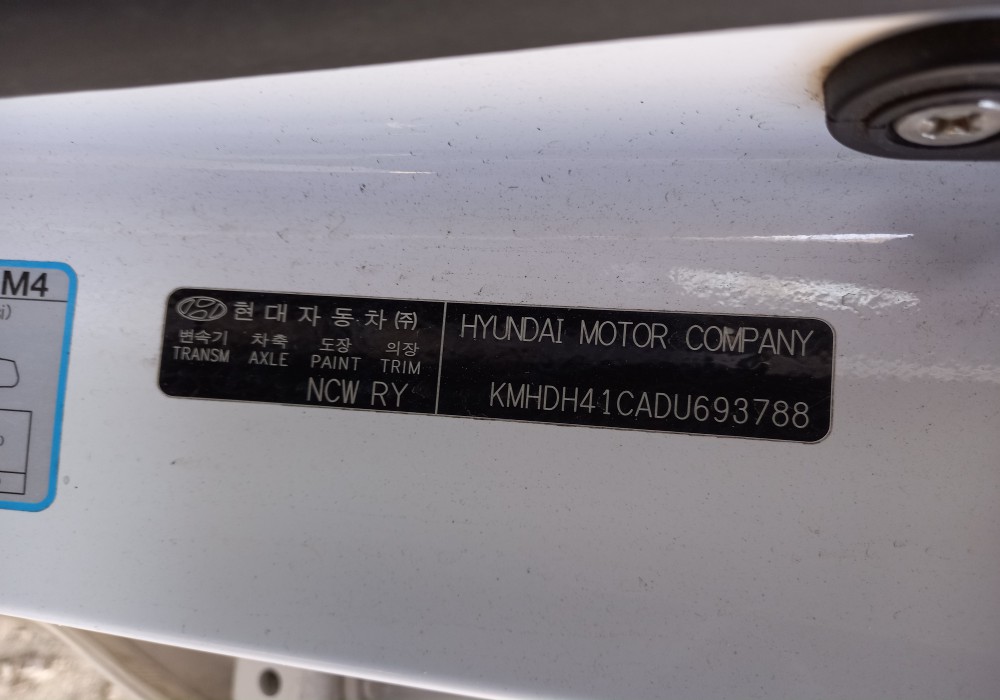 M4
현대자동차(주)
변속기 차축 도장 의장
TRANSM AXLE PAINT TRIM
NCW RY
HYUNDAI MOTOR COMPANY
KMHDH41CADU693788